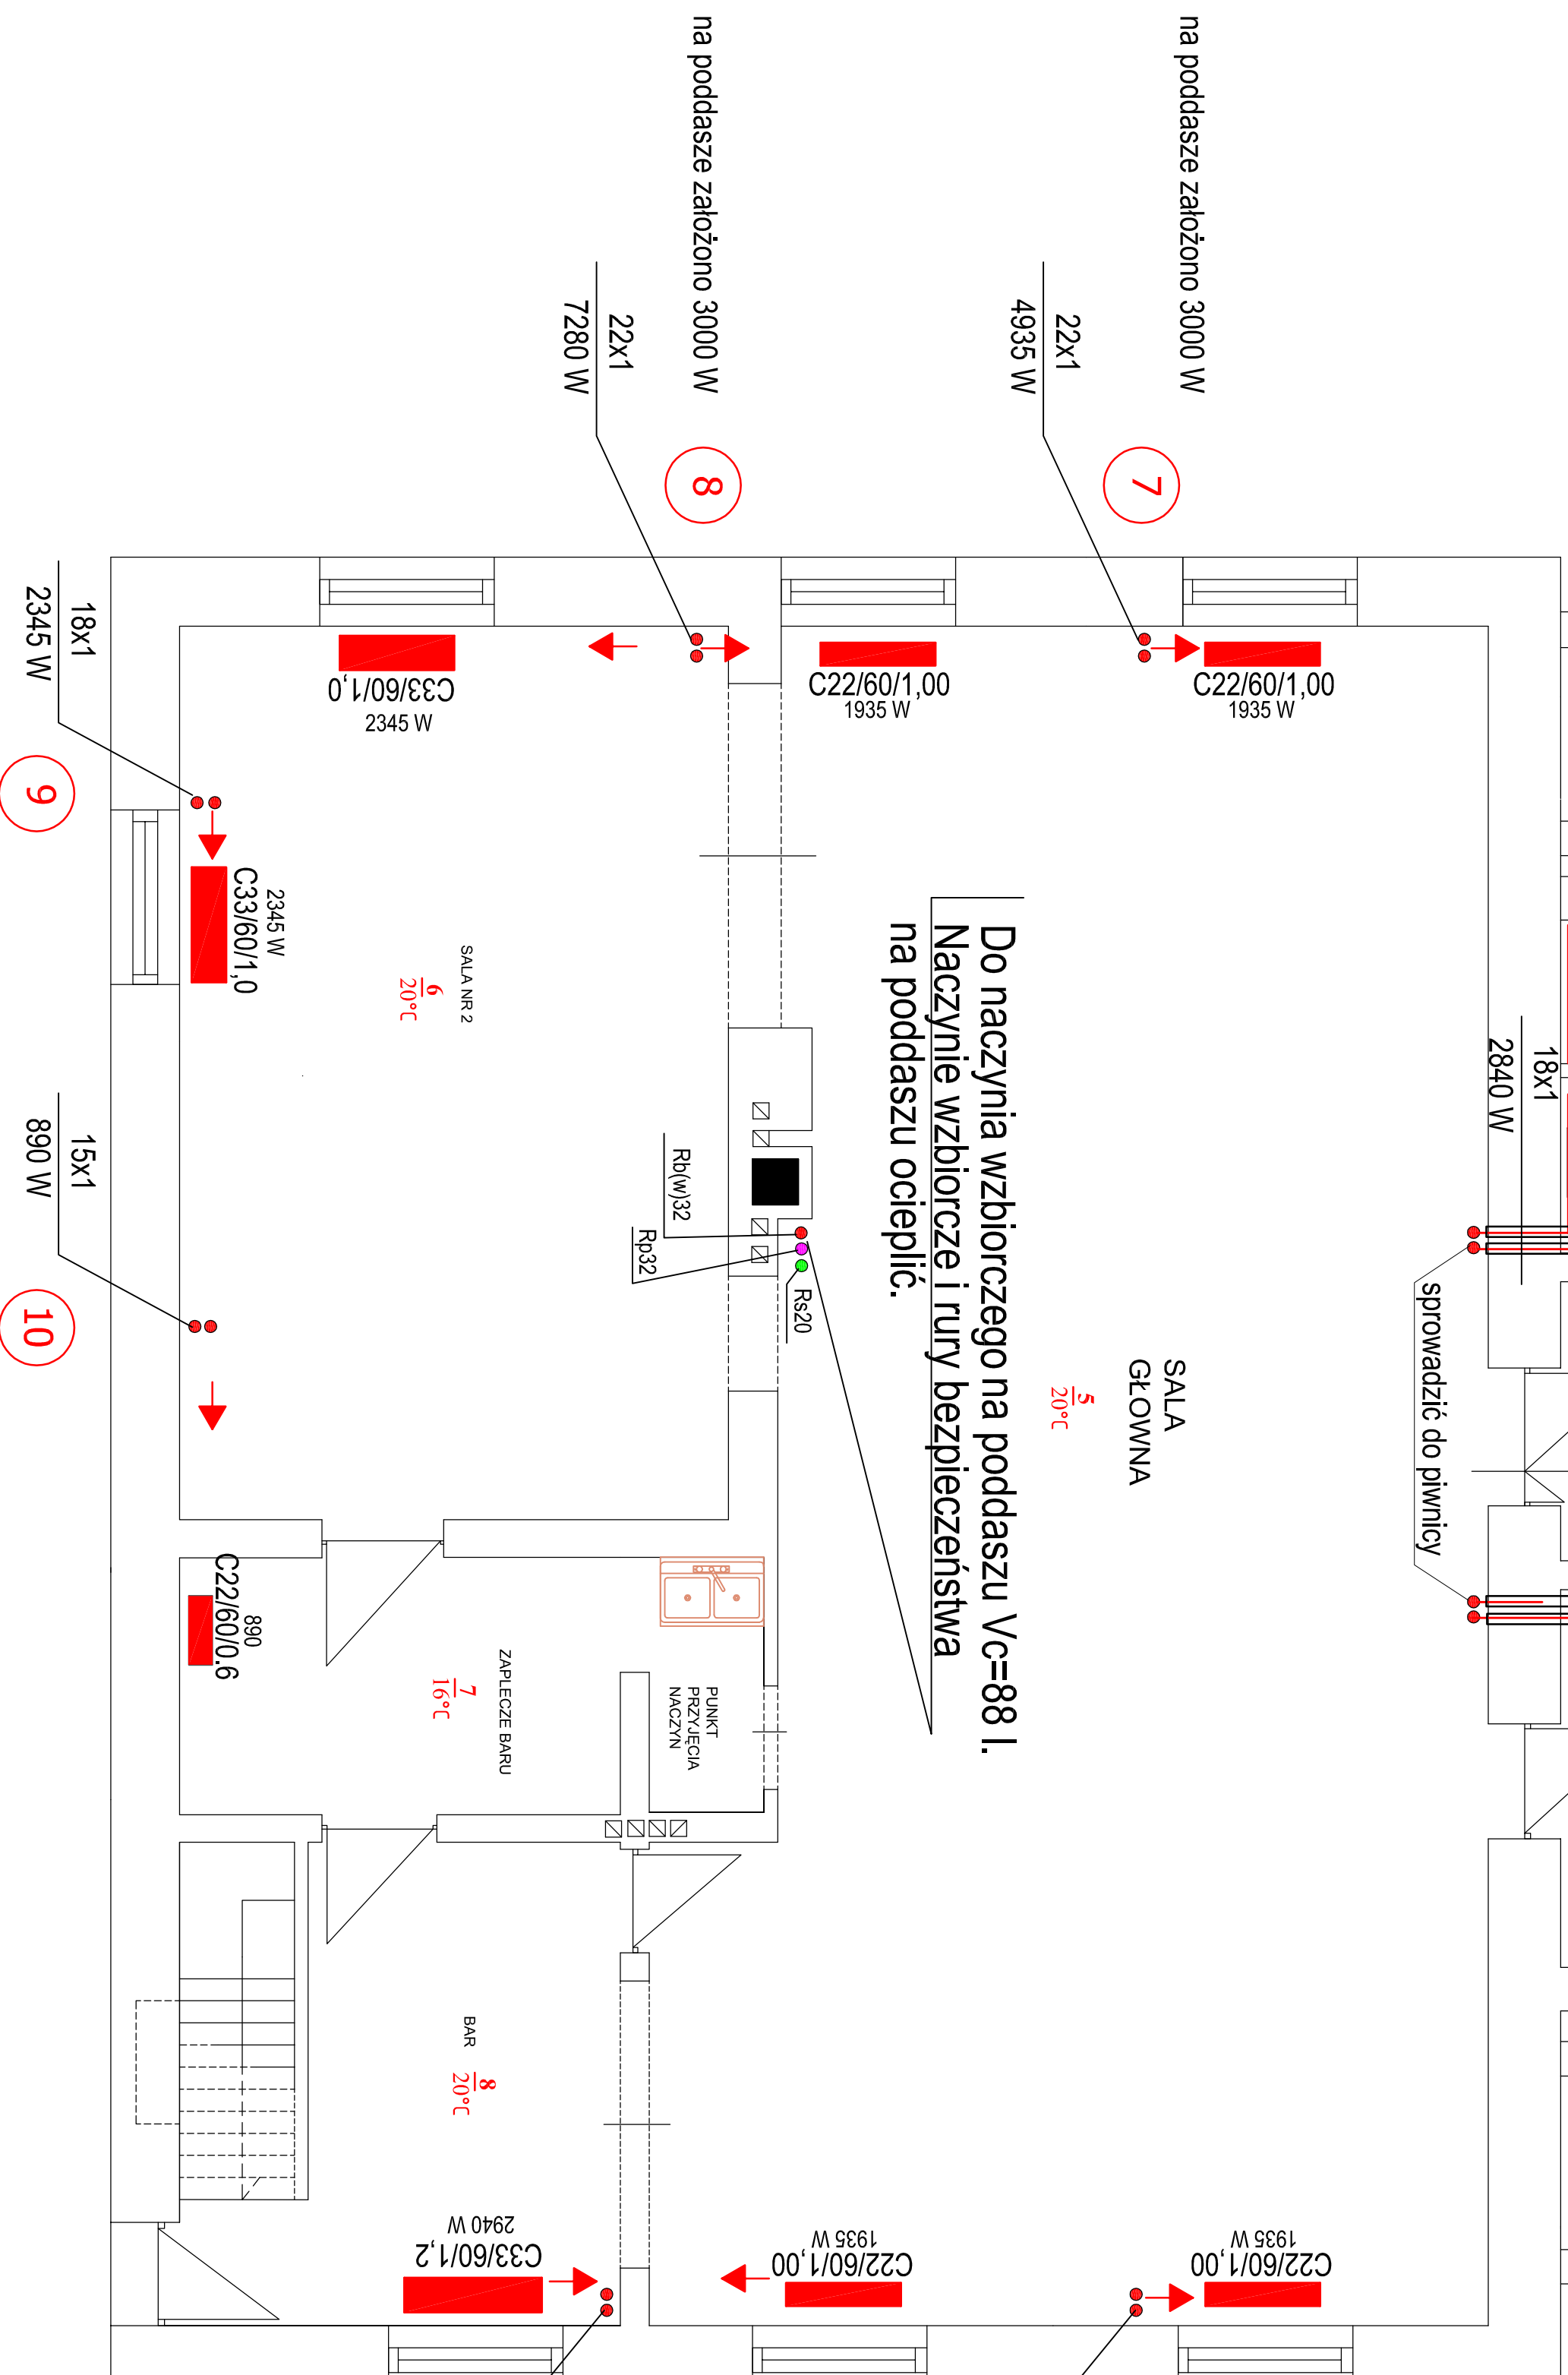 na poddasze założono 3000 W
22x1
4935 W
7
na poddasze założono 3000 W
22x1
7280 W
8
18x1
2345 W
9
15x1
890 W
10
C22/60/1,00
1935 W
C22/60/1,00
1935 W
C33/60/1,0
2345 W
2345 W
C33/60/1,0
SALA NR 2
6
20°C
18x1
2840 W
sprowadzić do piwnicy
Do naczynia wzbiorczego na poddaszu Vc=88 l.
Naczynie wzbiorcze i rury bezpieczeństwa
na poddaszu ocieplić.
Rb(w)32
Rp32
Rs20
SALA
GŁOWNA
5
20°C
890
C22/60/0.6
ZAPLECZE BARU
7
16°C
PUNKT
PRZYJĘCIA
NACZYN
BAR
8
20°C
C33/60/1,2
2940 W
C22/60/1,00
1935 W
C22/60/1,00
1935 W